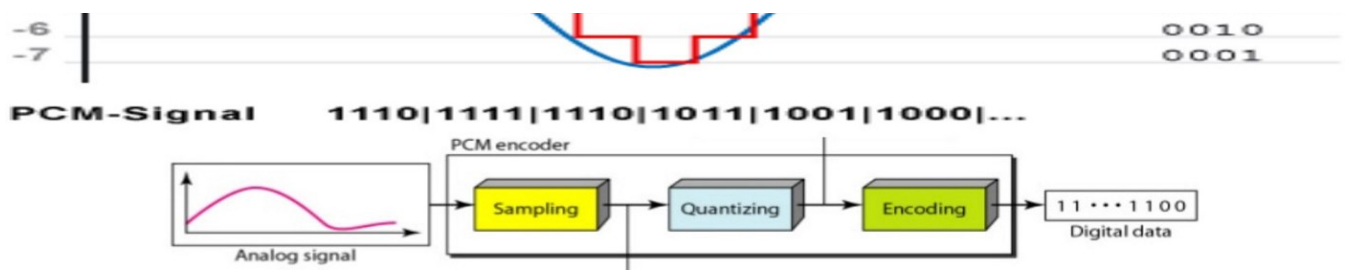 -6 0010
-7 0001
PCM-Signal 1110|1111|1110|1011|1001|1000|...
PCM encoder
Sampling Quantizing Encoding 11•••1100
Digital data
Analog signal